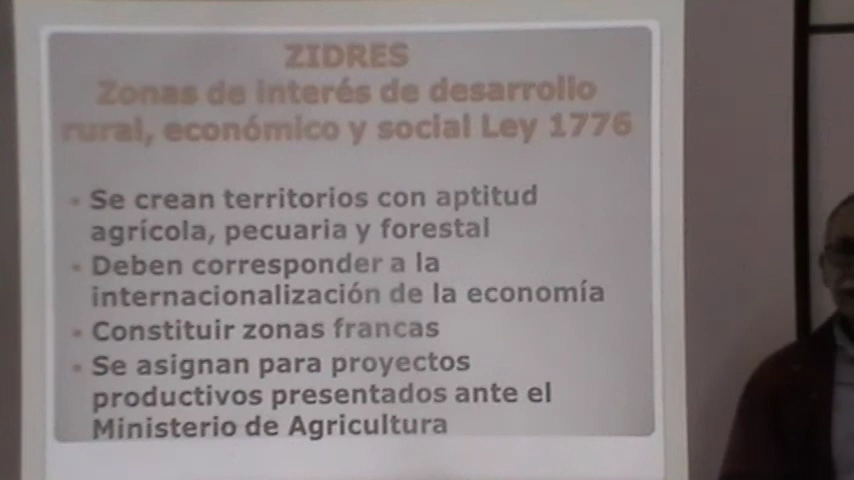 ZIDRES
Zonas de interés de desarrollo
rural, económico y social Ley 1776
Se crean territorios con aptitud
agrícola, pecuaria y forestal
Deben corresponder a la
internacionalización de la economía
Constituir zonas francas
Se asignan para proyectos
productivos presentados ante el
Ministerio de Agricultura